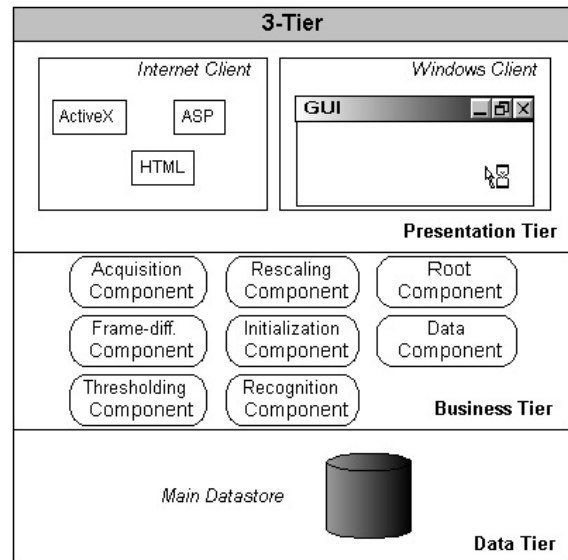 3-Tier
Internet Client
ActiveX
ASP
HTML
Windows Client
GUI
Presentation Tier
Acquisition
Component
Rescaling
Component
Root
Component
Frame-diff.
Component
Initialization
Component
Data
Component
Thresholding
Component
Recognition
Component
Business Tier
Main Datastore
Data Tier